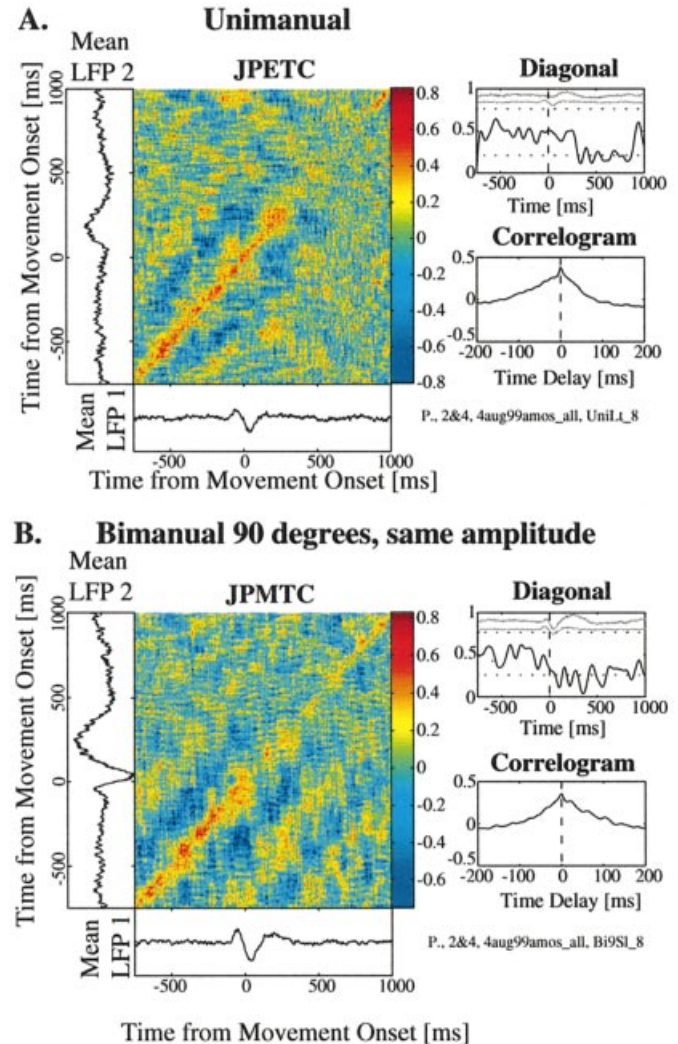 A. Unimanual
Mean
LFP 2
JPETC
Time from Movement Onset [ms]
1000
500
0
-500
0.8
0.6
0.4
0.2
0
-0.2
-0.4
-0.6
-0.8
Mean
LFP 1
-500 0 500 1000
Time from Movement Onset [ms]
Diagonal
1
0.5
0
-500 0 500 1000
Time [ms]
Correlogram
0.5
0
-0.5
-200 -100 0 100 200
Time Delay [ms]
P., 2&4, 4aug99amos_all, UniLt_8
B. Bimanual 90 degrees, same amplitude
Mean
LFP 2
JPMTC
Time from Movement Onset [ms]
1000
500
0
-500
0.8
0.6
0.4
0.2
0
-0.2
-0.4
-0.6
Mean
LFP 1
-500 0 500 1000
Time from Movement Onset [ms]
Diagonal
1
0.5
0
-500 0 500 1000
Time [ms]
Correlogram
0.5
0
-0.5
-200 -100 0 100 200
Time Delay [ms]
P., 2&4, 4aug99amos_all, Bi9Sl_8